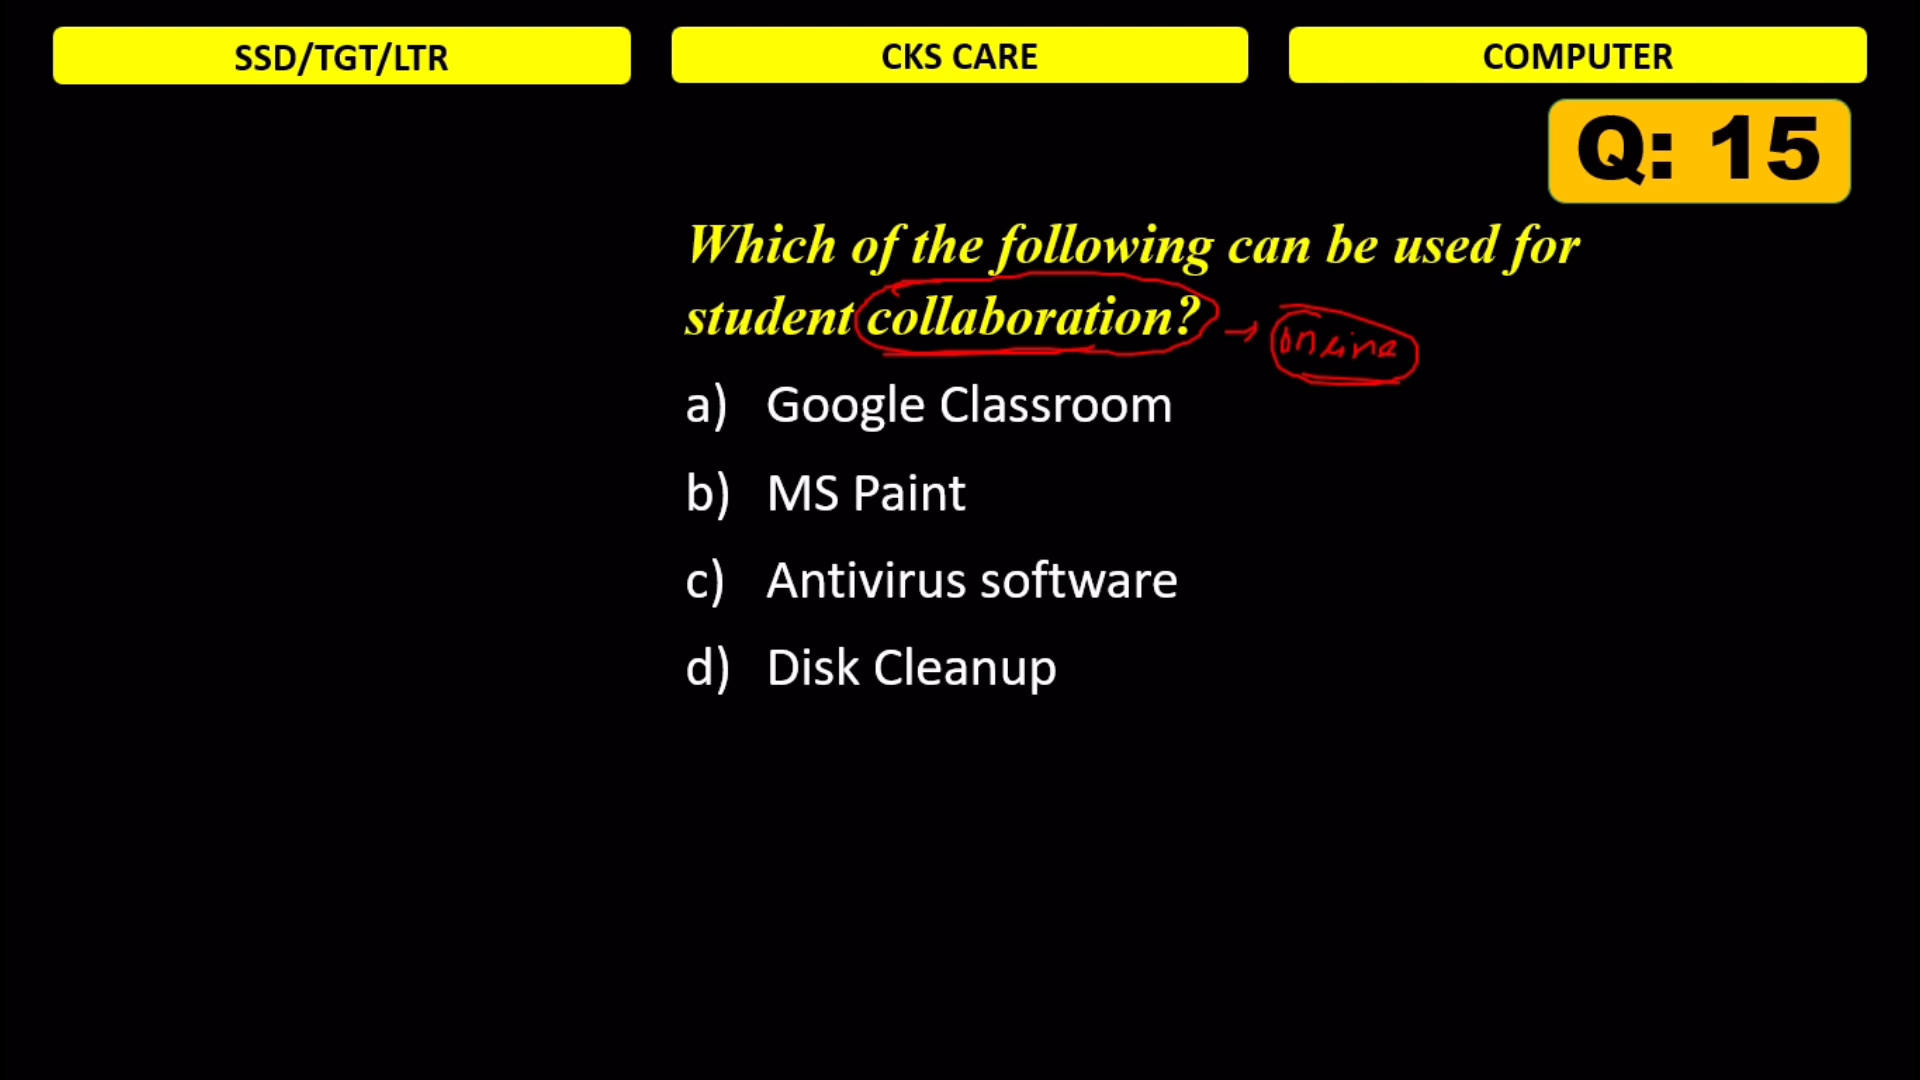 SSD/TGT/LTR
CKS CARE
COMPUTER
Q: 15
Which of the following can be used for
student collaboration? → online
a) Google Classroom
b) MS Paint
c) Antivirus software
d) Disk Cleanup